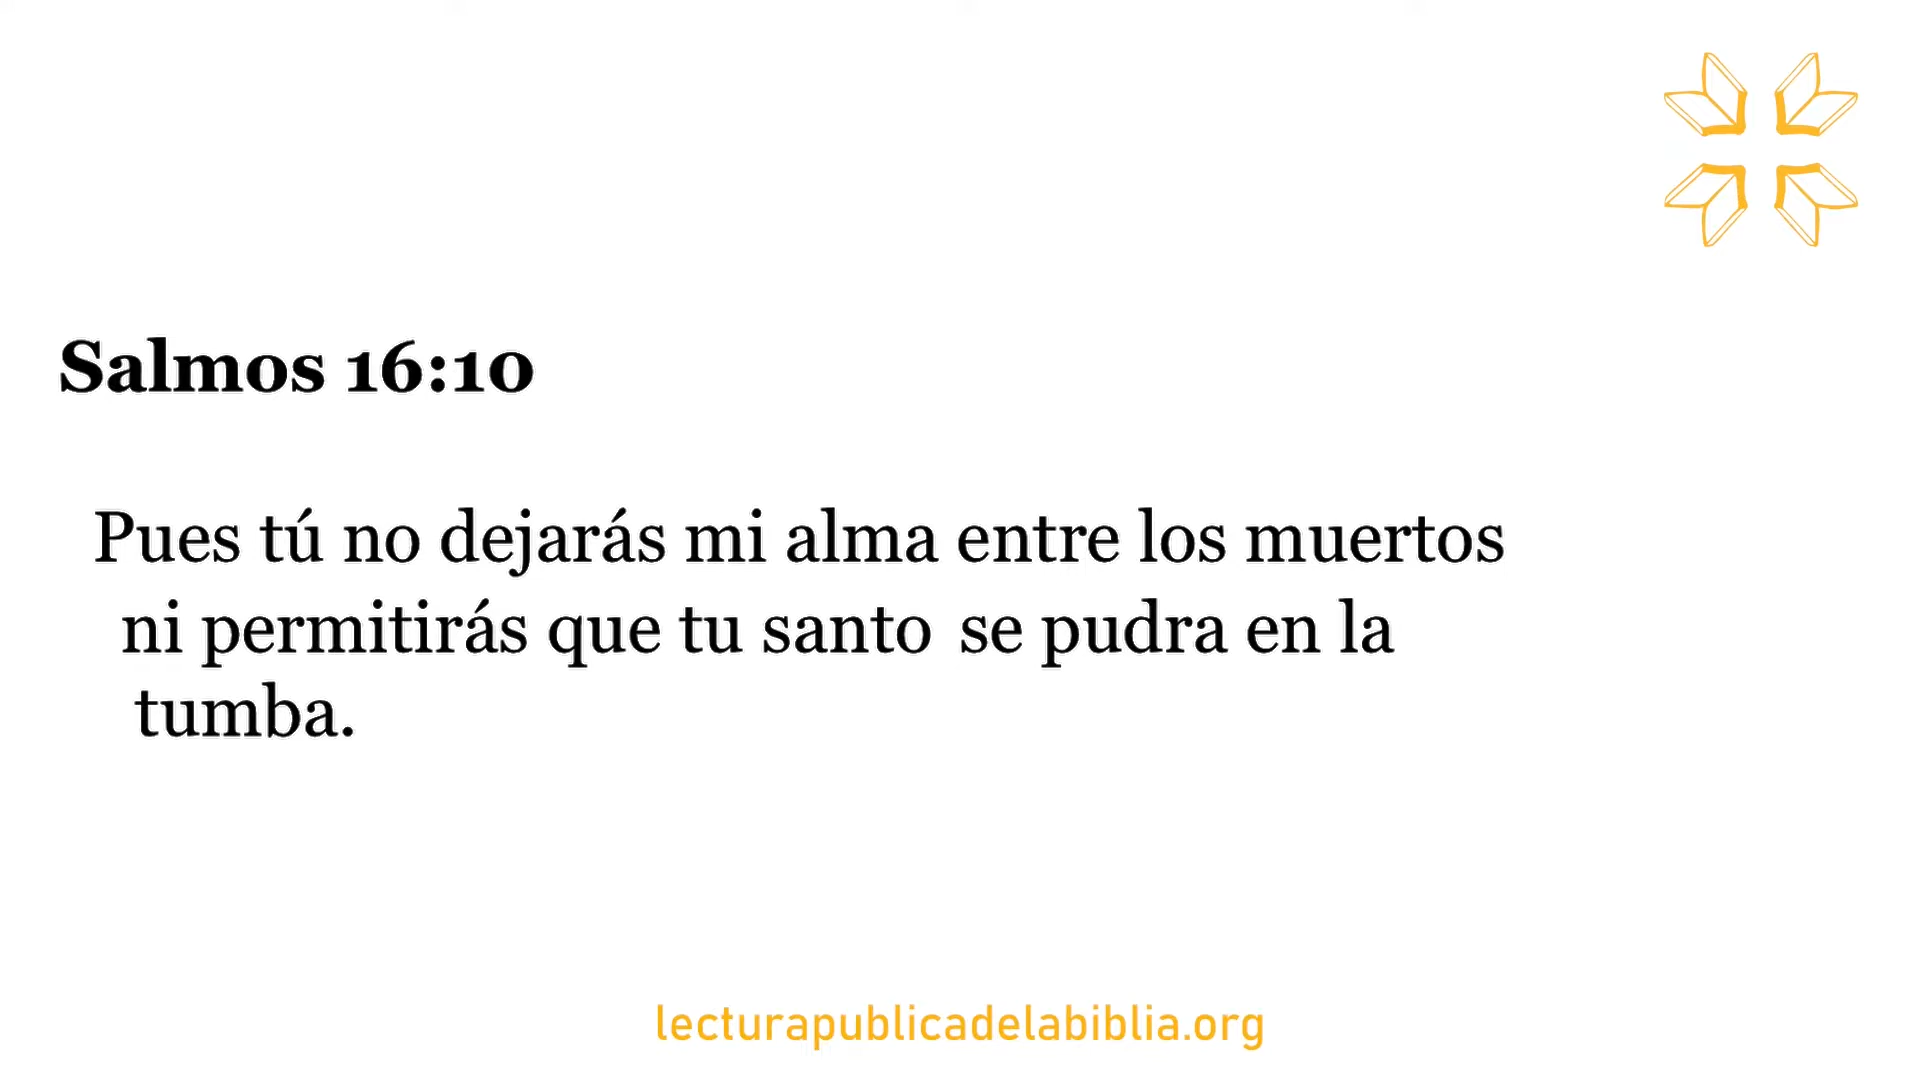 Salmos 16:10
Pues tú no dejarás mi alma entre los muertos
ni permitirás que tu santo se pudra en la
tumba.
lecturapublicadelabiblia.org